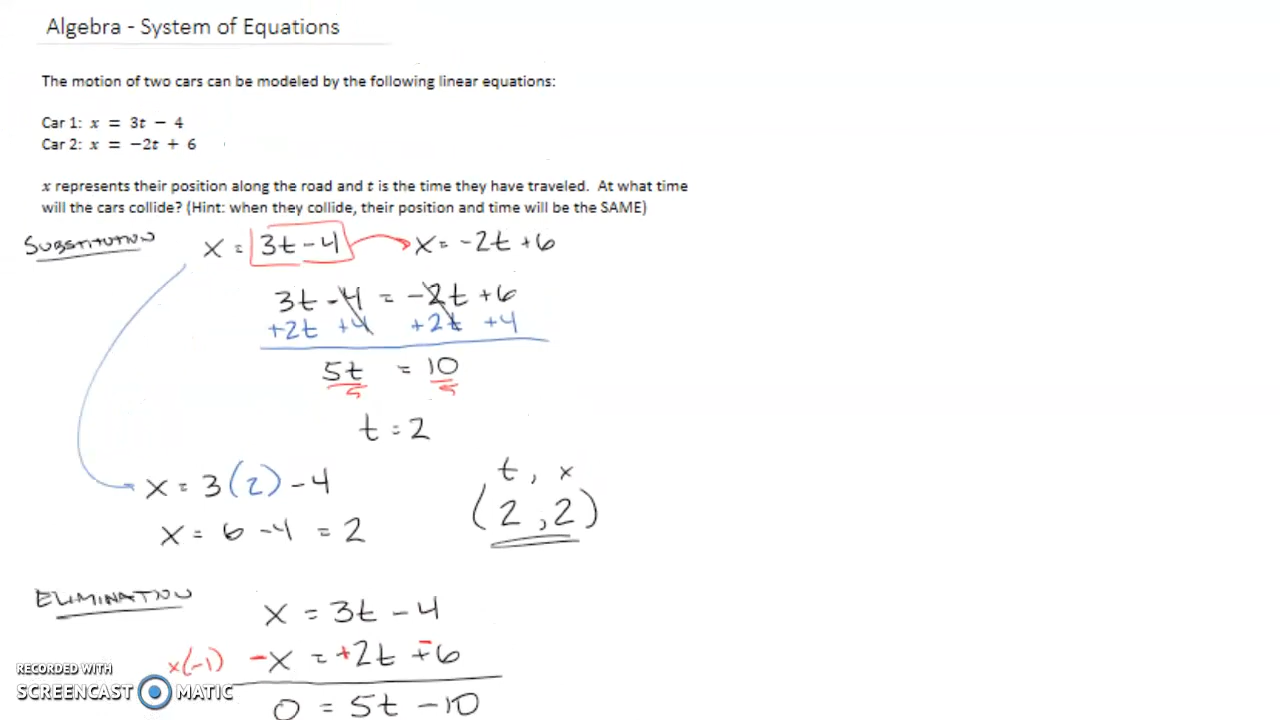 Algebra - System of Equations
The motion of two cars can be modeled by the following linear equations:
Car 1: x = 3t − 4
Car 2: x = −2t + 6
x represents their position along the road and t is the time they have traveled. At what time
will the cars collide? (Hint: when they collide, their position and time will be the SAME)
SUBSTITUTION x = 3t - 4 x = -2t + 6
3t - 4 = -2t + 6
+2t +4 +2t +4
5t = 10
5 5
t = 2
x = 3(2) - 4
t, x
(2, 2)
x = 6 - 4 = 2
ELIMINATION
x = 3t - 4
x(-1) -x = +2t - 6
0 = 5t - 10
RECORDED WITH
SCREENCAST MATIC